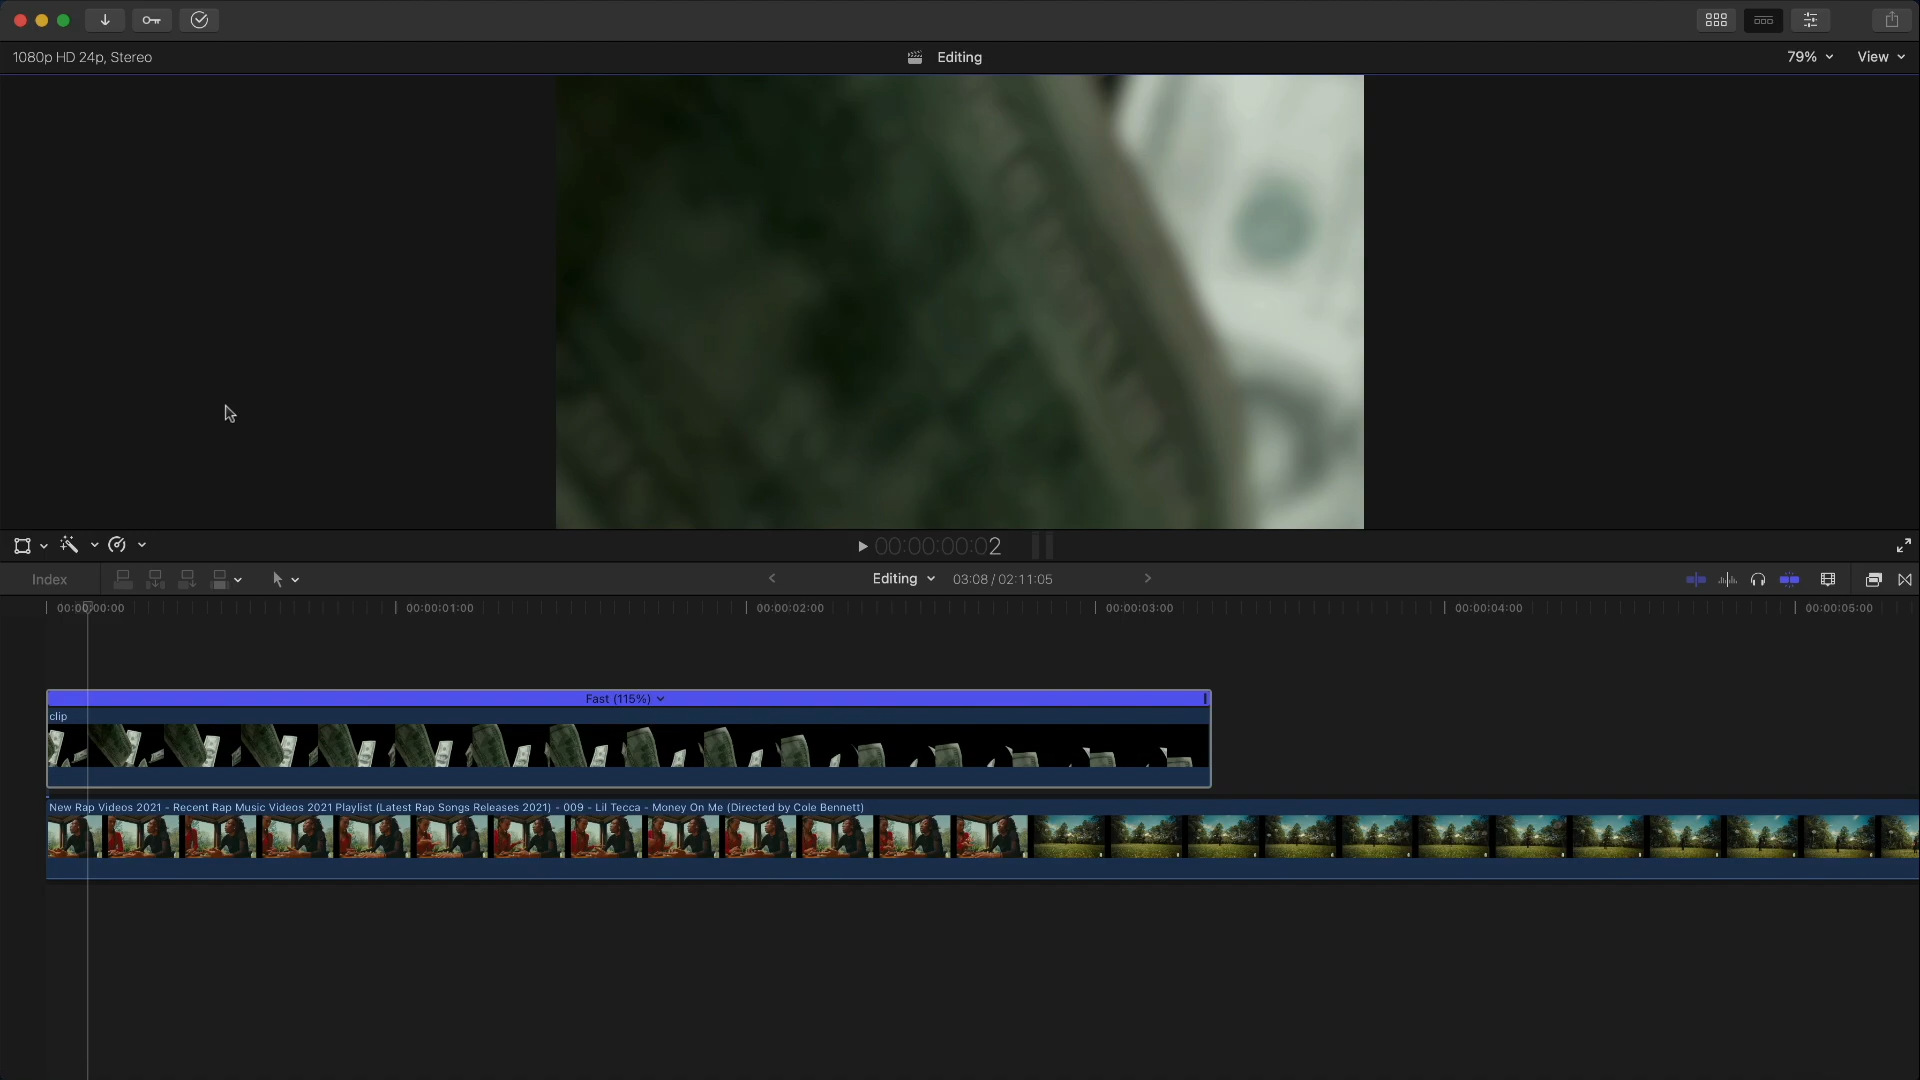 1080p HD 24p, Stereo
Editing
79%
View
00:00:00:02
Index
Editing
03:08 / 02:11:05
00:00:00:00
00:00:01:00
00:00:02:00
00:00:03:00
00:00:04:00
00:00:05:00
Fast (115%)
clip
New Rap Videos 2021 - Recent Rap Music Videos 2021 Playlist (Latest Rap Songs Releases 2021) - 009 - Lil Tecca - Money On Me (Directed by Cole Bennett)